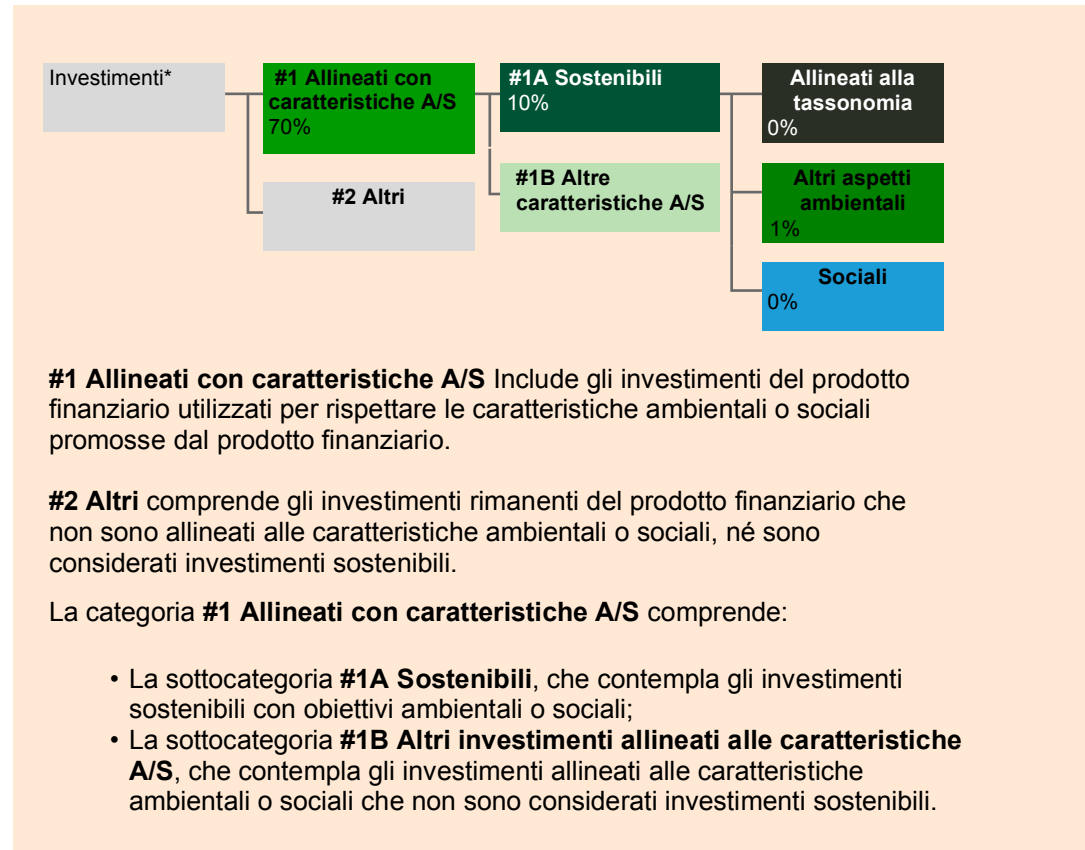 Investimenti*
#1 Allineati con
caratteristiche A/S
70%
#2 Altri
#1A Sostenibili
10%
#1B Altre
caratteristiche A/S
Allineati alla
tassonomia
0%
Altri aspetti
ambientali
1%
Sociali
0%
#1 Allineati con caratteristiche A/S Include gli investimenti del prodotto
finanziario utilizzati per rispettare le caratteristiche ambientali o sociali
promosse dal prodotto finanziario.
#2 Altri comprende gli investimenti rimanenti del prodotto finanziario che
non sono allineati alle caratteristiche ambientali o sociali, né sono
considerati investimenti sostenibili.
La categoria #1 Allineati con caratteristiche A/S comprende:
• La sottocategoria #1A Sostenibili, che contempla gli investimenti
sostenibili con obiettivi ambientali o sociali;
• La sottocategoria #1B Altri investimenti allineati alle caratteristiche
A/S, che contempla gli investimenti allineati alle caratteristiche
ambientali o sociali che non sono considerati investimenti sostenibili.